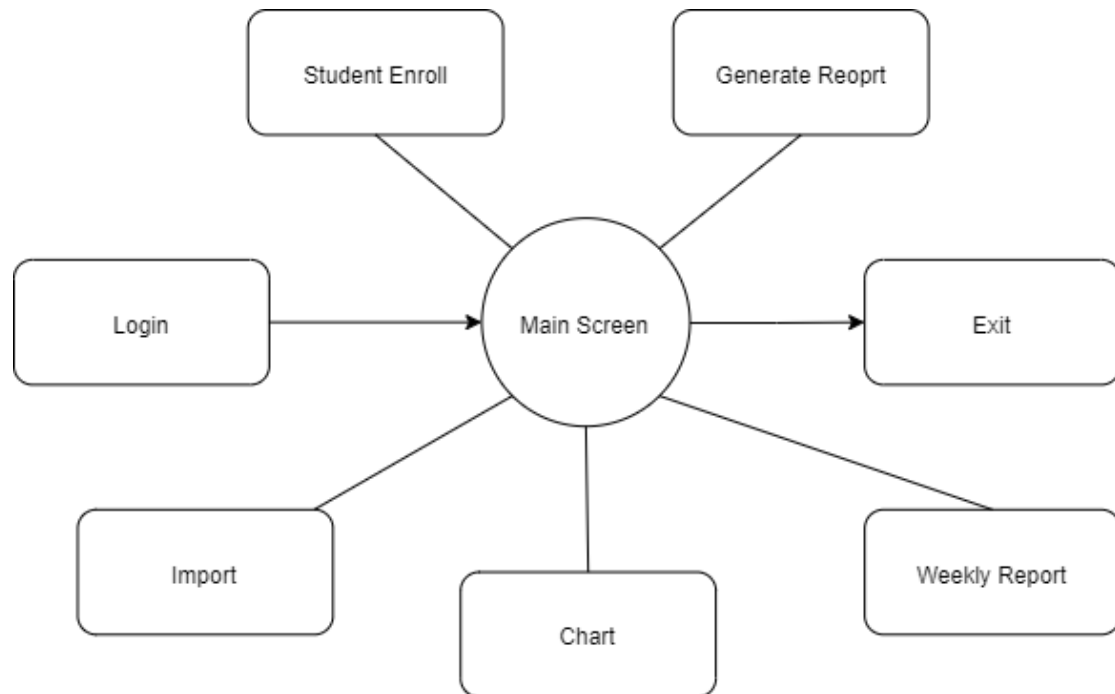 Student Enroll
Generate Reoprt
Login
Main Screen
Exit
Import
Chart
Weekly Report